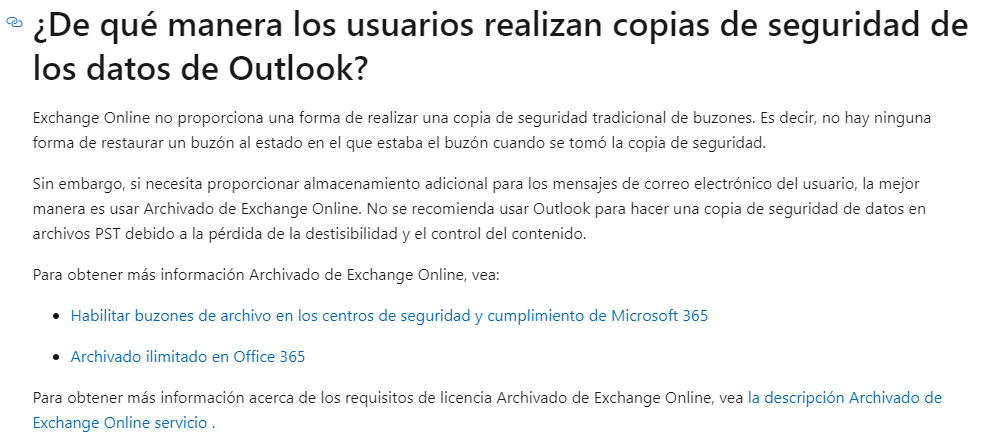 ¿De qué manera los usuarios realizan copias de seguridad de
los datos de Outlook?
Exchange Online no proporciona una forma de realizar una copia de seguridad tradicional de buzones. Es decir, no hay ninguna
forma de restaurar un buzón al estado en el que estaba el buzón cuando se tomó la copia de seguridad.
Sin embargo, si necesita proporcionar almacenamiento adicional para los mensajes de correo electrónico del usuario, la mejor
manera es usar Archivado de Exchange Online. No se recomienda usar Outlook para hacer una copia de seguridad de datos en
archivos PST debido a la pérdida de la destisibilidad y el control del contenido.
Para obtener más información Archivado de Exchange Online, vea:
• Habilitar buzones de archivo en los centros de seguridad y cumplimiento de Microsoft 365
• Archivado ilimitado en Office 365
Para obtener más información acerca de los requisitos de licencia Archivado de Exchange Online, vea la descripción Archivado de
Exchange Online servicio .